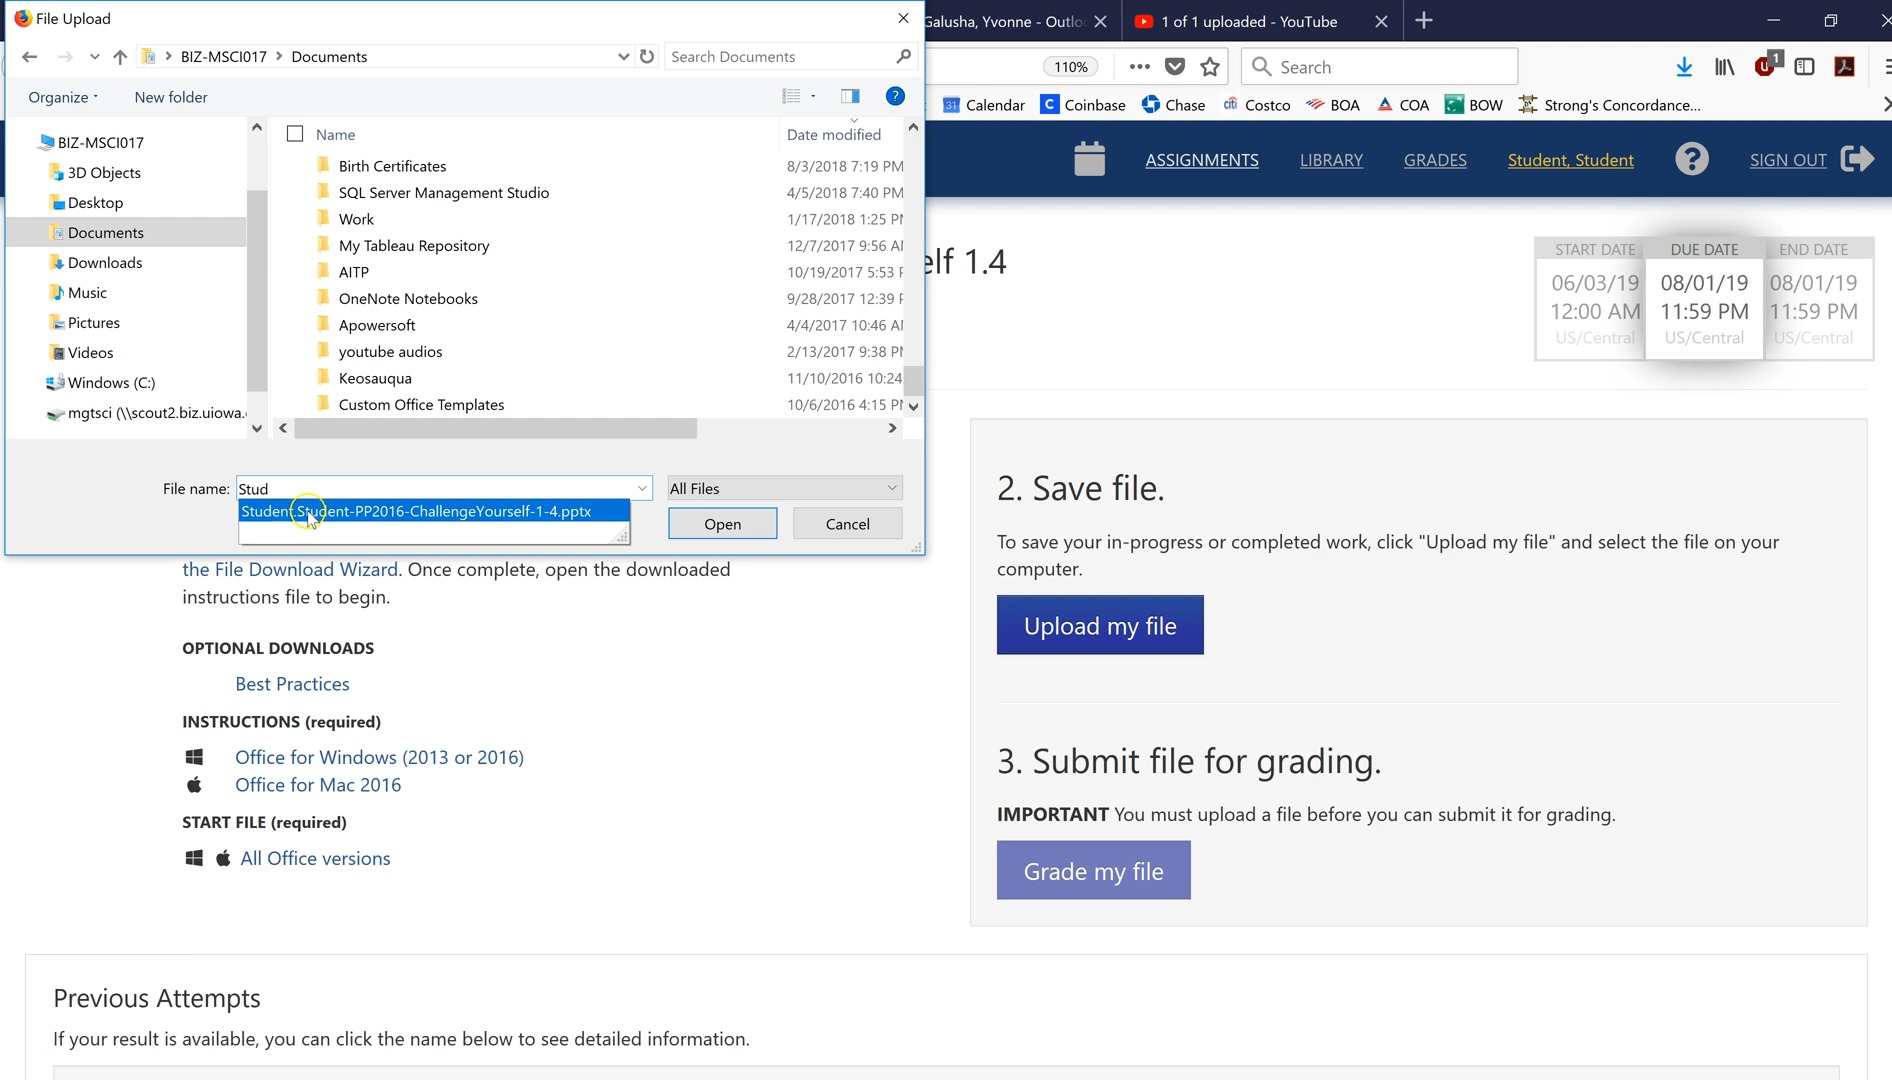 File Upload
Galusha, Yvonne - Outlo
1 of 1 uploaded - YouTube
BIZ-MSCI017 > Documents
Search Documents
110%
Search
1
Organize
New folder
?
31 Calendar
C Coinbase
Chase
citi Costco
BOA
COA
BOW
Strong's Concordance...
BIZ-MSCI017
3D Objects
Desktop
Documents
Downloads
Music
Pictures
Videos
Windows (C:)
mgtsci (\\scout2.biz.uiowa.
Name
Date modified
Birth Certificates 8/3/2018 7:19 PM
SQL Server Management Studio 4/5/2018 7:40 PM
Work 1/17/2018 1:25 PM
My Tableau Repository 12/7/2017 9:56 A
AITP 10/19/2017 5:53
OneNote Notebooks 9/28/2017 12:39
Apowersoft 4/4/2017 10:46 A
youtube audios 2/13/2017 9:38 P
Keosauqua 11/10/2016 10:24
Custom Office Templates 10/6/2016 4:15 P
File name: Stud
All Files
Student.Student-PP2016-ChallengeYourself-1-4.pptx
Open
Cancel
ASSIGNMENTS
LIBRARY
GRADES
Student, Student
?
SIGN OUT
elf 1.4
START DATE
06/03/19
12:00 AM
US/Central
DUE DATE
08/01/19
11:59 PM
US/Central
END DATE
08/01/19
11:59 PM
US/Central
the File Download Wizard. Once complete, open the downloaded
instructions file to begin.
OPTIONAL DOWNLOADS
Best Practices
INSTRUCTIONS (required)
Office for Windows (2013 or 2016)
Office for Mac 2016
START FILE (required)
All Office versions
2. Save file.
To save your in-progress or completed work, click "Upload my file" and select the file on your
computer.
Upload my file
3. Submit file for grading.
IMPORTANT You must upload a file before you can submit it for grading.
Grade my file
Previous Attempts
If your result is available, you can click the name below to see detailed information.